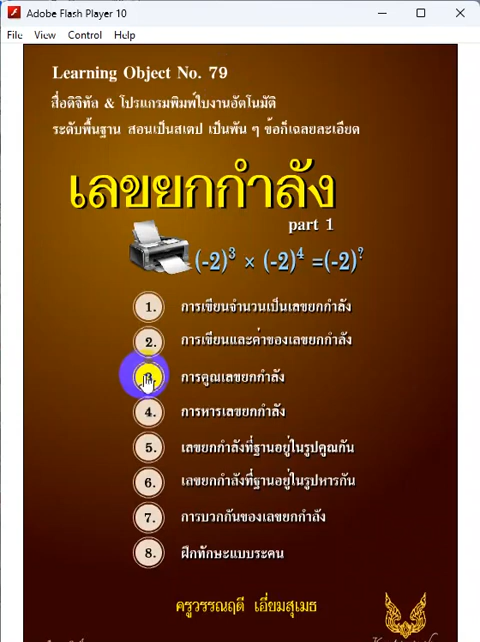 Adobe Flash Player 10
File View Control Help
Learning Object No. 79
สื่อดิจิทัล & โปรแกรมพิมพ์ใบงานอัตโนมัติ
ระดับพื้นฐาน สอนเป็นสเตป เป็นพัน ๆ ข้อก็เฉลยละเอียด
เลขยกกำลัง
part 1
(-2)³ × (-2)⁴ =(-2)?
1. การเขียนจำนวนเป็นเลขยกกำลัง
2. การเขียนและค่าของเลขยกกำลัง
3. การคูณเลขยกกำลัง
4. การหารเลขยกกำลัง
5. เลขยกกำลังที่ฐานอยู่ในรูปคูณกัน
6. เลขยกกำลังที่ฐานอยู่ในรูปหารกัน
7. การบวกกันของเลขยกกำลัง
8. ฝึกทักษะแบบระคน
ครูวรรณฤดี เอี่ยมสุเมธ